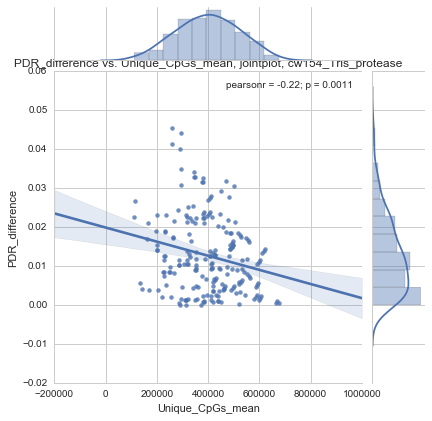 PDR_difference vs. Unique_CpGs_mean, jointplot, cw154_Tris_protease
pearsonr = -0.22; p = 0.0011
0.06
0.05
0.04
0.03
0.02
0.01
0.00
−0.01
−0.02
PDR_difference
−200000 0 200000 400000 600000 800000 1000000
Unique_CpGs_mean